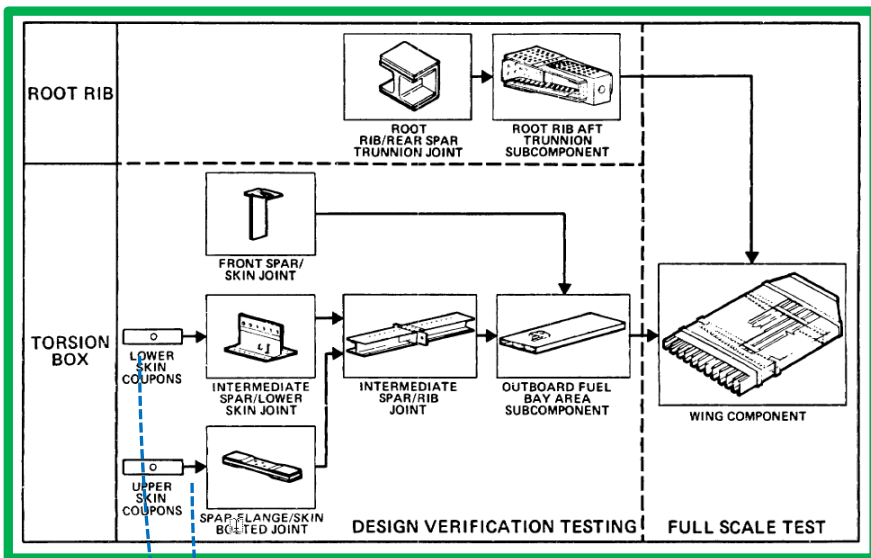 ROOT RIB
ROOT
RIB/REAR SPAR
TRUNNION JOINT
ROOT RIB AFT
TRUNNION
SUBCOMPONENT
FRONT SPAR/
SKIN JOINT
TORSION
BOX
LOWER
SKIN
COUPONS
INTERMEDIATE
SPAR/LOWER
SKIN JOINT
INTERMEDIATE
SPAR/RIB
JOINT
OUTBOARD FUEL
BAY AREA
SUBCOMPONENT
WING COMPONENT
UPPER
SKIN
COUPONS
SPAR FLANGE/SKIN
BOLTED JOINT
DESIGN VERIFICATION TESTING
FULL SCALE TEST